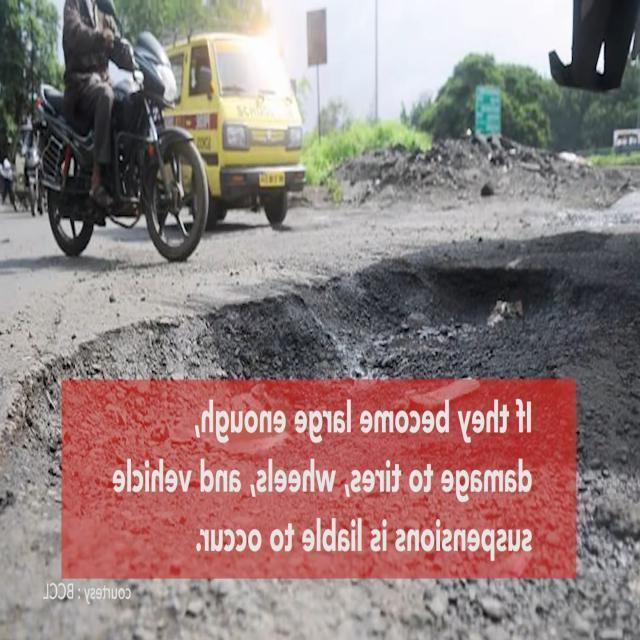 If they become large enough,
damage to tires, wheels, and vehicle
suspensions is liable to occur.
courtesy : BCCL